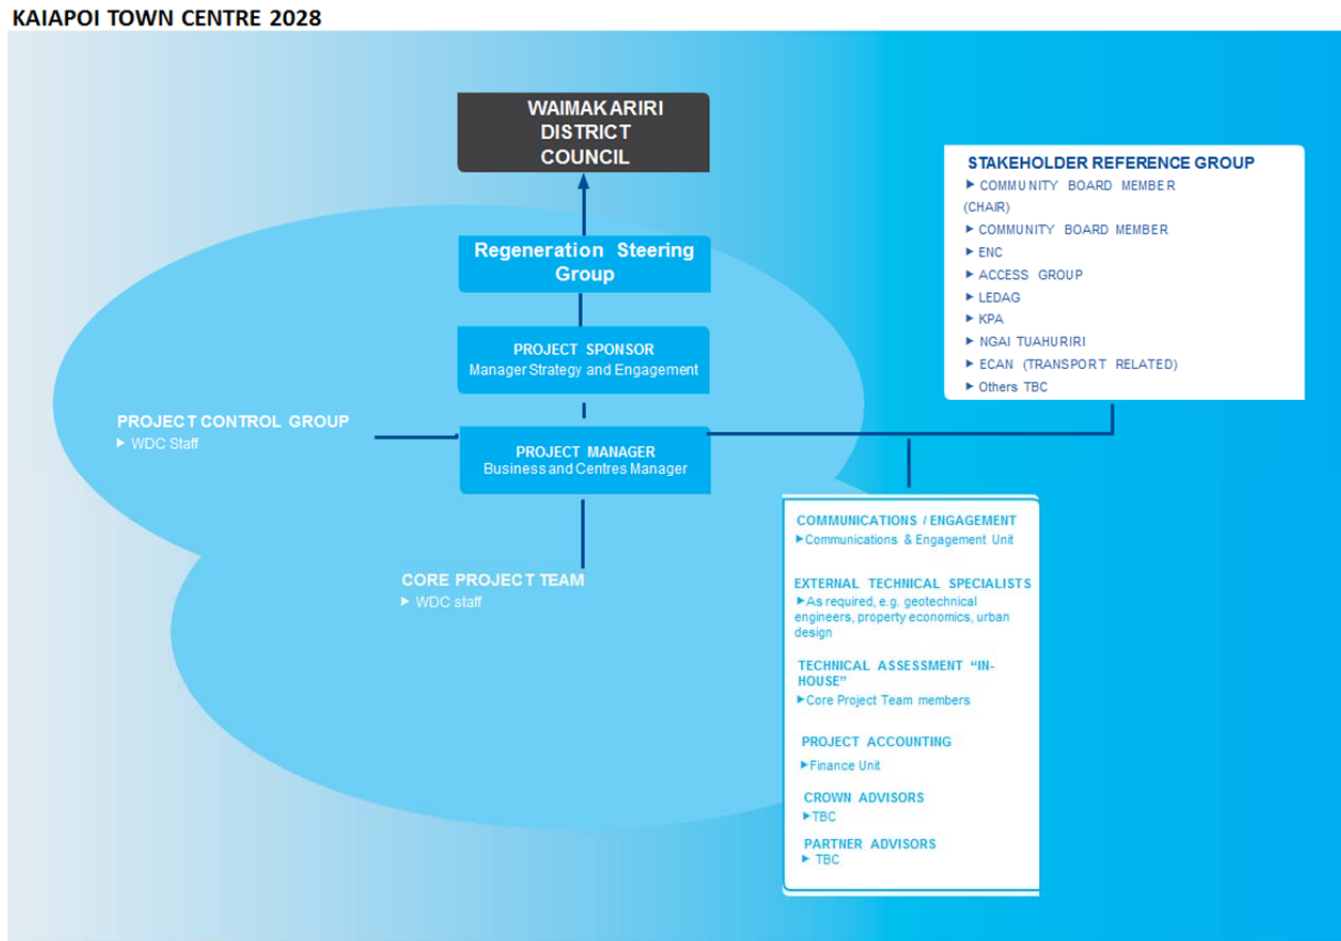 KAIAPOI TOWN CENTRE 2028
WAIMAKARIRI
DISTRICT
COUNCIL
Regeneration Steering
Group
PROJECT SPONSOR
Manager Strategy and Engagement
PROJECT CONTROL GROUP
► WDC Staff
PROJECT MANAGER
Business and Centres Manager
CORE PROJECT TEAM
► WDC staff
STAKEHOLDER REFERENCE GROUP
► COMMUNITY BOARD MEMBER
(CHAIR)
► COMMUNITY BOARD MEMBER
► ENC
► ACCESS GROUP
► LEDAG
► KPA
► NGAI TUAHURIRI
► ECAN (TRANSPORT RELATED)
► Others TBC
COMMUNICATIONS / ENGAGEMENT
►Communications & Engagement Unit
EXTERNAL TECHNICAL SPECIALISTS
►As required, e.g. geotechnical
engineers, property economics, urban
design
TECHNICAL ASSESSMENT “IN-
HOUSE”
►Core Project Team members
PROJECT ACCOUNTING
►Finance Unit
CROWN ADVISORS
►TBC
PARTNER ADVISORS
► TBC